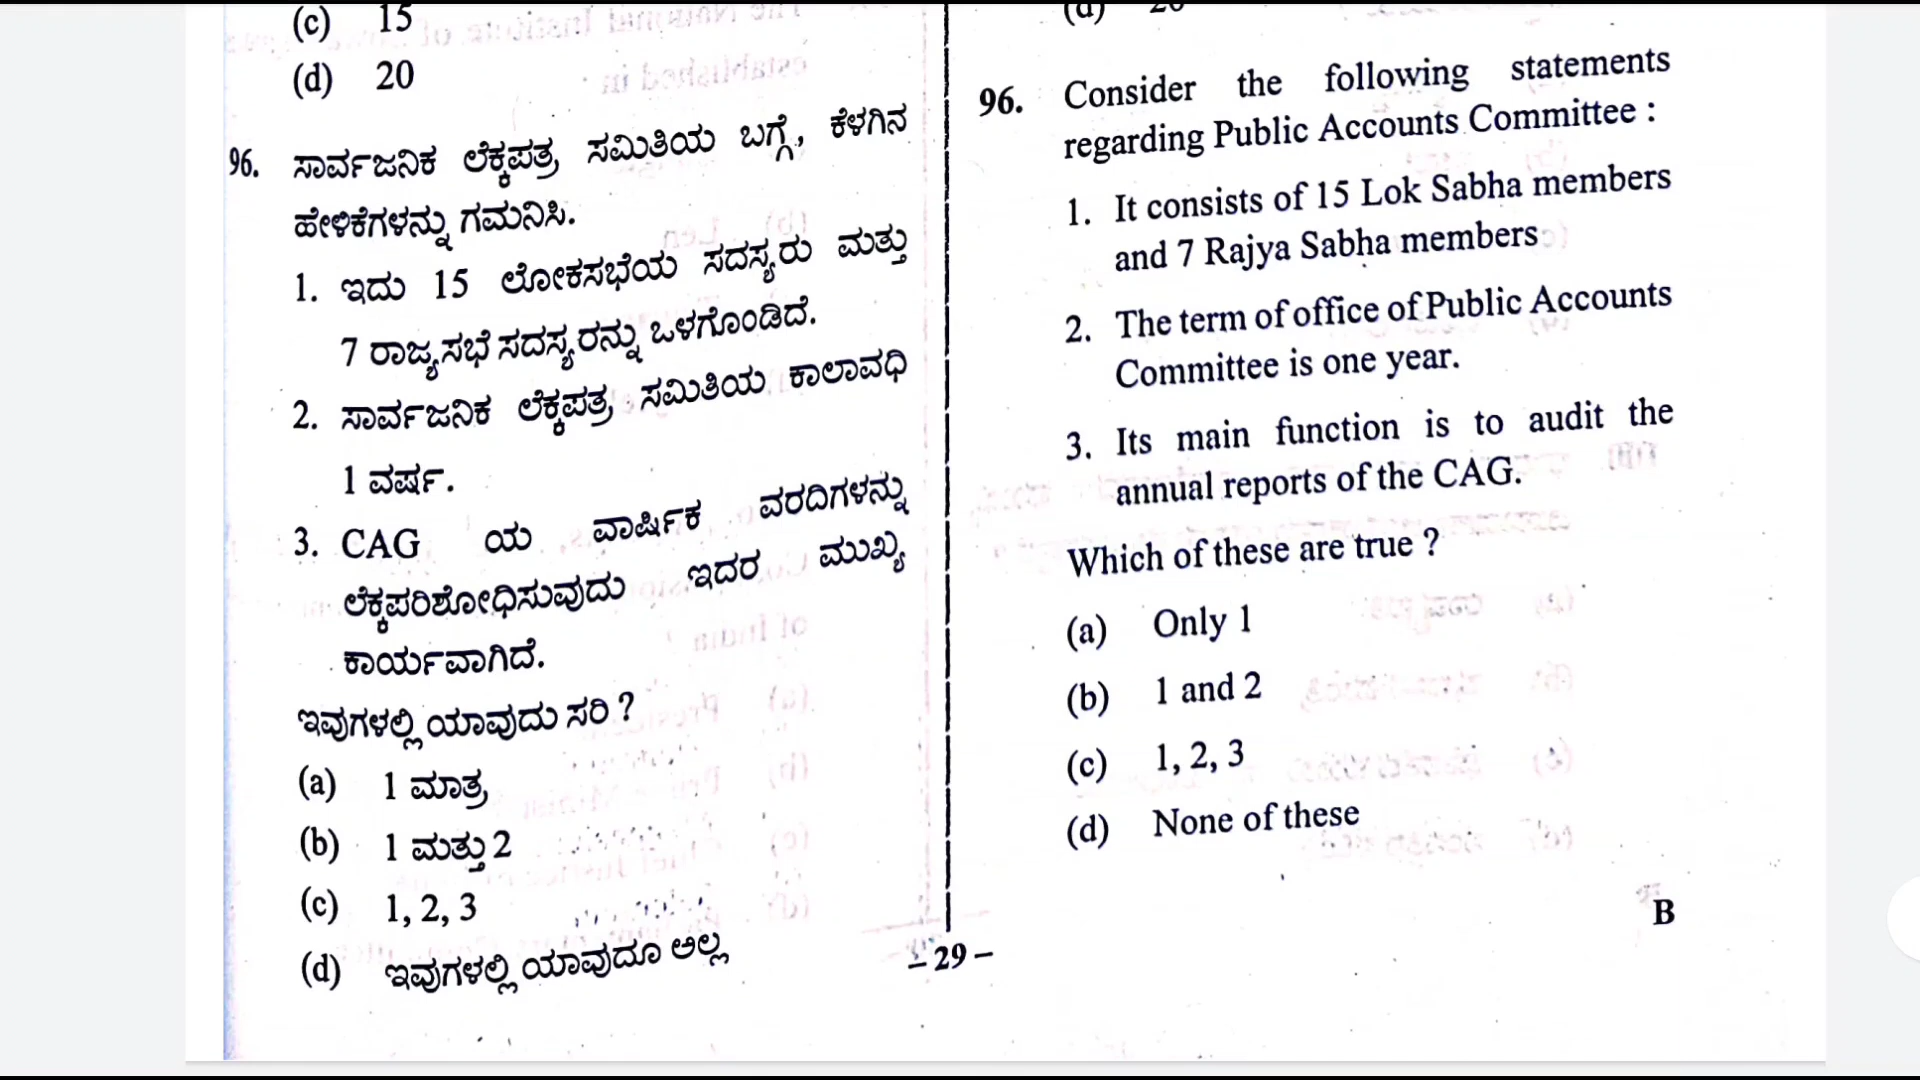 (c) 15
(d) 20
96. ಸಾರ್ವಜನಿಕ ಲೆಕ್ಕಪತ್ರ ಸಮಿತಿಯ ಬಗ್ಗೆ, ಕೆಳಗಿನ
ಹೇಳಿಕೆಗಳನ್ನು ಗಮನಿಸಿ.
1. ಇದು 15 ಲೋಕಸಭೆಯ ಸದಸ್ಯರು ಮತ್ತು
7 ರಾಜ್ಯಸಭೆ ಸದಸ್ಯರನ್ನು ಒಳಗೊಂಡಿದೆ.
2. ಸಾರ್ವಜನಿಕ ಲೆಕ್ಕಪತ್ರ ಸಮಿತಿಯ ಕಾಲಾವಧಿ
1 ವರ್ಷ.
3. CAG ಯ ವಾರ್ಷಿಕ ವರದಿಗಳನ್ನು
ಲೆಕ್ಕಪರಿಶೋಧಿಸುವುದು ಇದರ ಮುಖ್ಯ
ಕಾರ್ಯವಾಗಿದೆ.
ಇವುಗಳಲ್ಲಿ ಯಾವುದು ಸರಿ ?
(a) 1 ಮಾತ್ರ
(b) 1 ಮತ್ತು 2
(c) 1, 2, 3
(d) ಇವುಗಳಲ್ಲಿ ಯಾವುದೂ ಅಲ್ಲ
(d) 20
96. Consider the following statements
regarding Public Accounts Committee :
1. It consists of 15 Lok Sabha members
and 7 Rajya Sabha members
2. The term of office of Public Accounts
Committee is one year.
3. Its main function is to audit the
annual reports of the CAG.
Which of these are true ?
(a) Only 1
(b) 1 and 2
(c) 1, 2, 3
(d) None of these
– 29 –
B